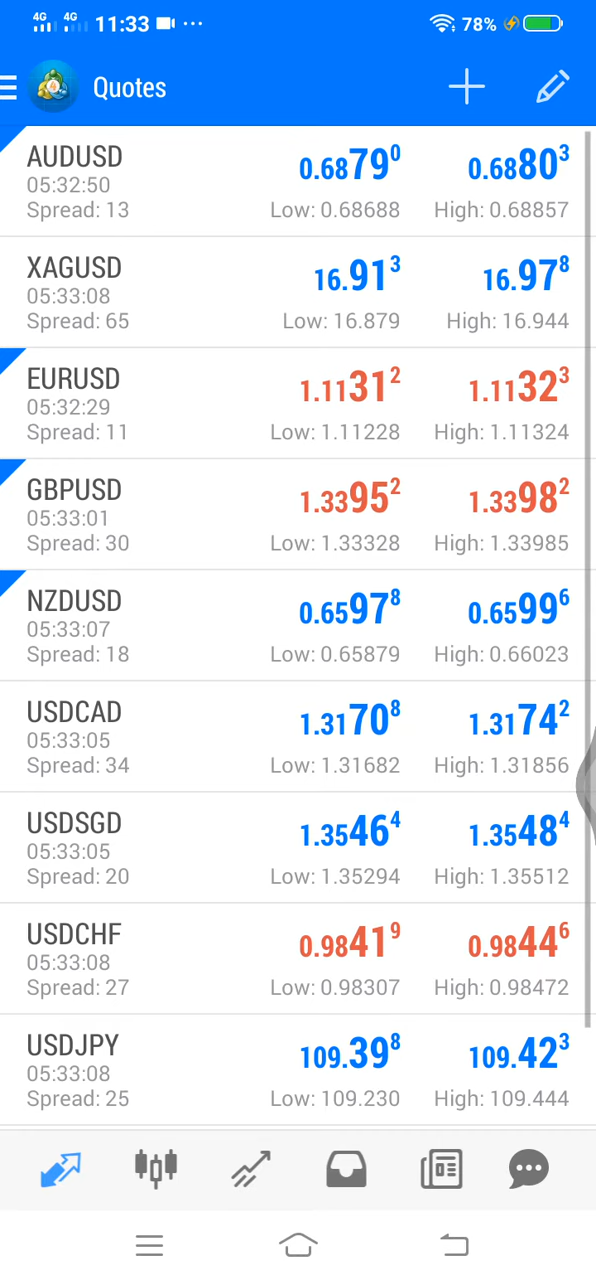 4G 4G 11:33 ... 78%
Quotes
AUDUSD 0.68790 0.68803
05:32:50
Spread: 13 Low: 0.68688 High: 0.68857
XAGUSD 16.913 16.978
05:33:08
Spread: 65 Low: 16.879 High: 16.944
EURUSD 1.11312 1.11323
05:32:29
Spread: 11 Low: 1.11228 High: 1.11324
GBPUSD 1.33952 1.33982
05:33:01
Spread: 30 Low: 1.33328 High: 1.33985
NZDUSD 0.65978 0.65996
05:33:07
Spread: 18 Low: 0.65879 High: 0.66023
USDCAD 1.31708 1.31742
05:33:05
Spread: 34 Low: 1.31682 High: 1.31856
USDSGD 1.35464 1.35484
05:33:05
Spread: 20 Low: 1.35294 High: 1.35512
USDCHF 0.98419 0.98446
05:33:08
Spread: 27 Low: 0.98307 High: 0.98472
USDJPY 109.398 109.423
05:33:08
Spread: 25 Low: 109.230 High: 109.444